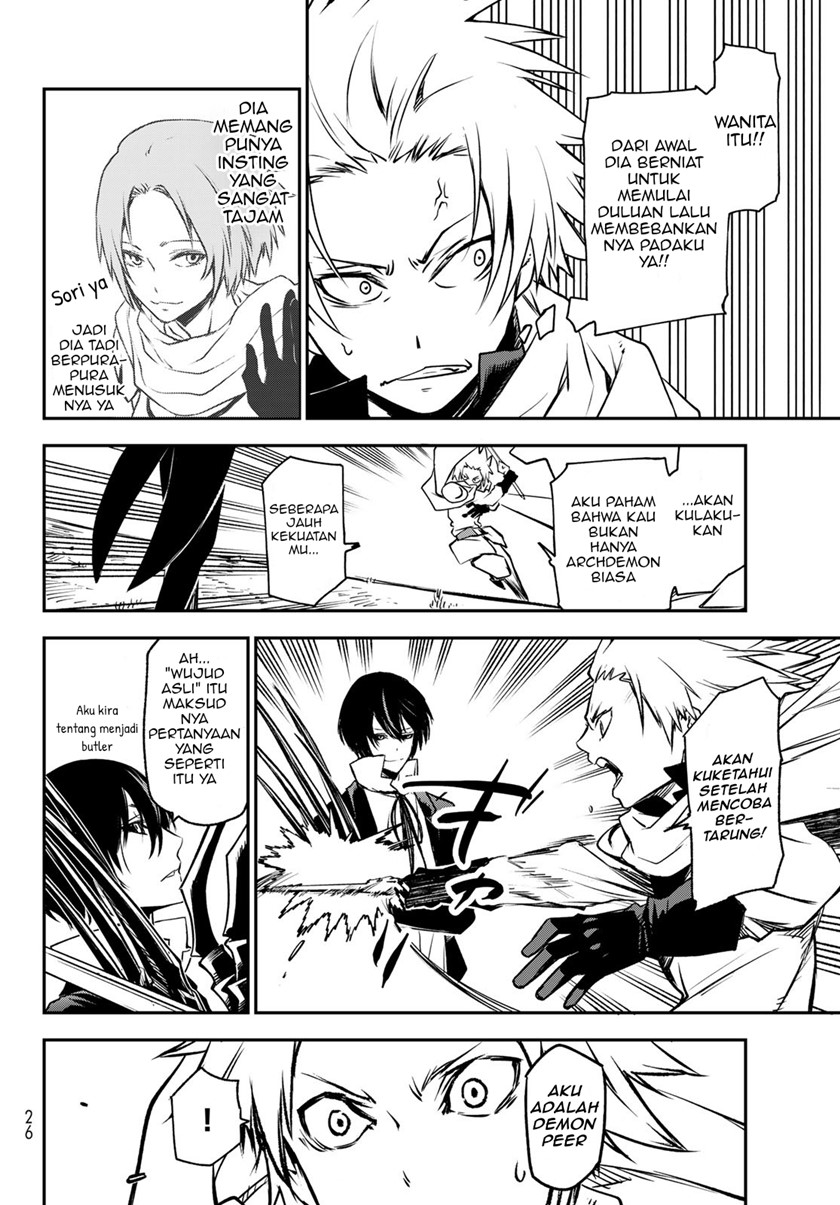 WANITA
ITU!!
DARI AWAL
DIA BERNIAT
UNTUK
MEMULAI
DULUAN LALU
MEMBEBANKAN
NYA PADAKU
YA!!
DIA
MEMANG
PUNYA
INSTING
YANG
SANGAT
TAJAM
Sori ya
JADI
DIA TADI
BERPURA-
PURA
MENUSUK
NYA YA
...AKAN
KULAKU-
KAN
AKU PAHAM
BAHWA KAU
BUKAN
HANYA
ARCHDEMON
BIASA
SEBERAPA
JAUH
KEKUATAN
MU...
AKAN
KUKETAHUI
SETELAH
MENCOBA
BER-
TARUNG!
キィ
ン
AH...
"WUJUD
ASLI" ITU
MAKSUD
NYA
PERTANYAAN
YANG
SEPERTI
ITU YA
Aku kira
tentang menjadi
butler
AKU
ADALAH
DEMON
PEER
!
26